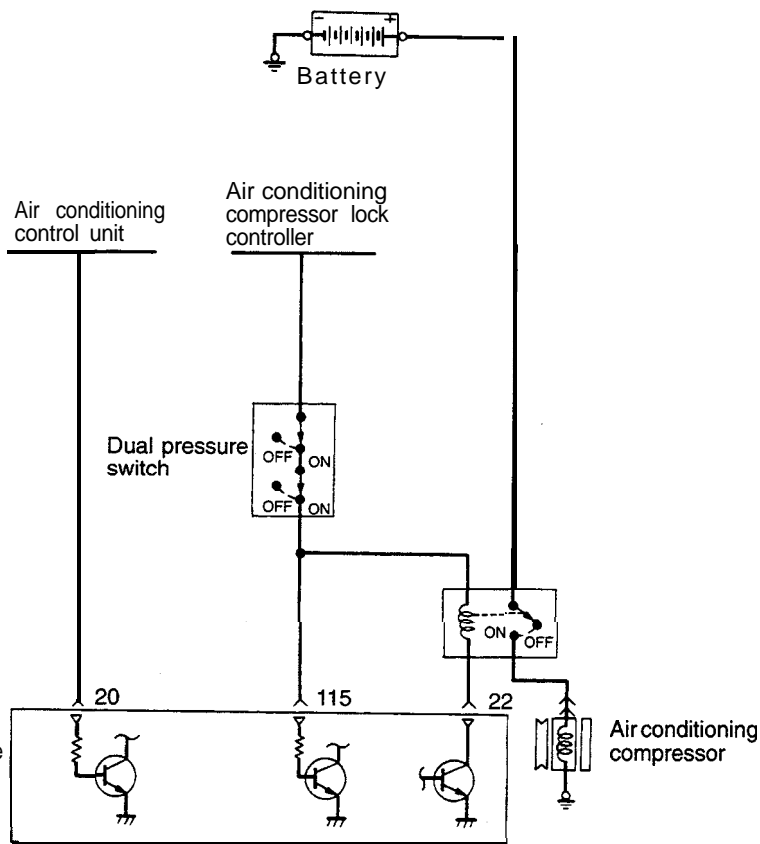 Battery
Air conditioning
control unit
Air conditioning
compressor lock
controller
Dual pressure
switch
OFF ON
OFF ON
ON OFF
20
115
22
Air conditioning
compressor
e